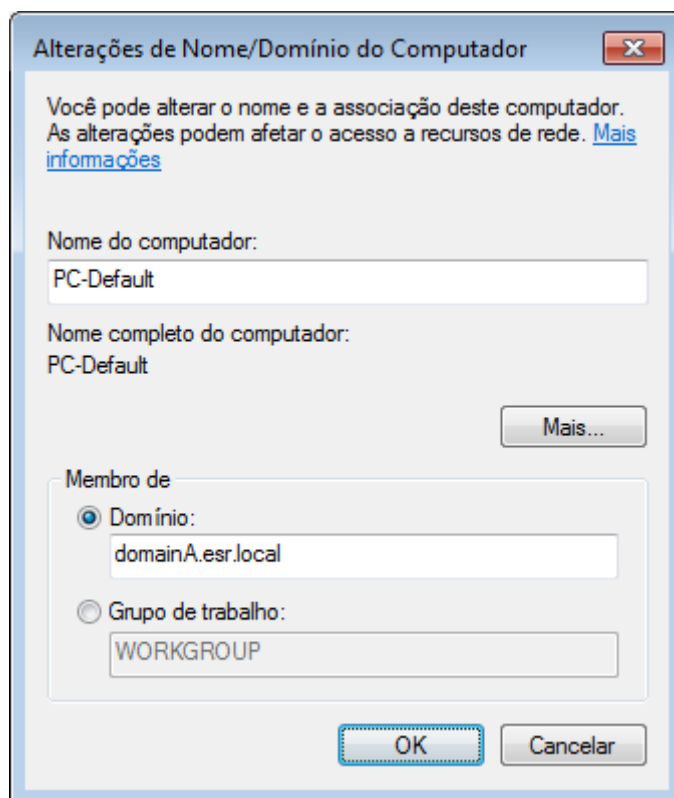 Alterações de Nome/Domínio do Computador
Você pode alterar o nome e a associação deste computador.
As alterações podem afetar o acesso a recursos de rede. Mais
informações
Nome do computador:
PC-Default
Nome completo do computador:
PC-Default
Mais...
Membro de
Domínio:
domainA.esr.local
Grupo de trabalho:
WORKGROUP
OK
Cancelar